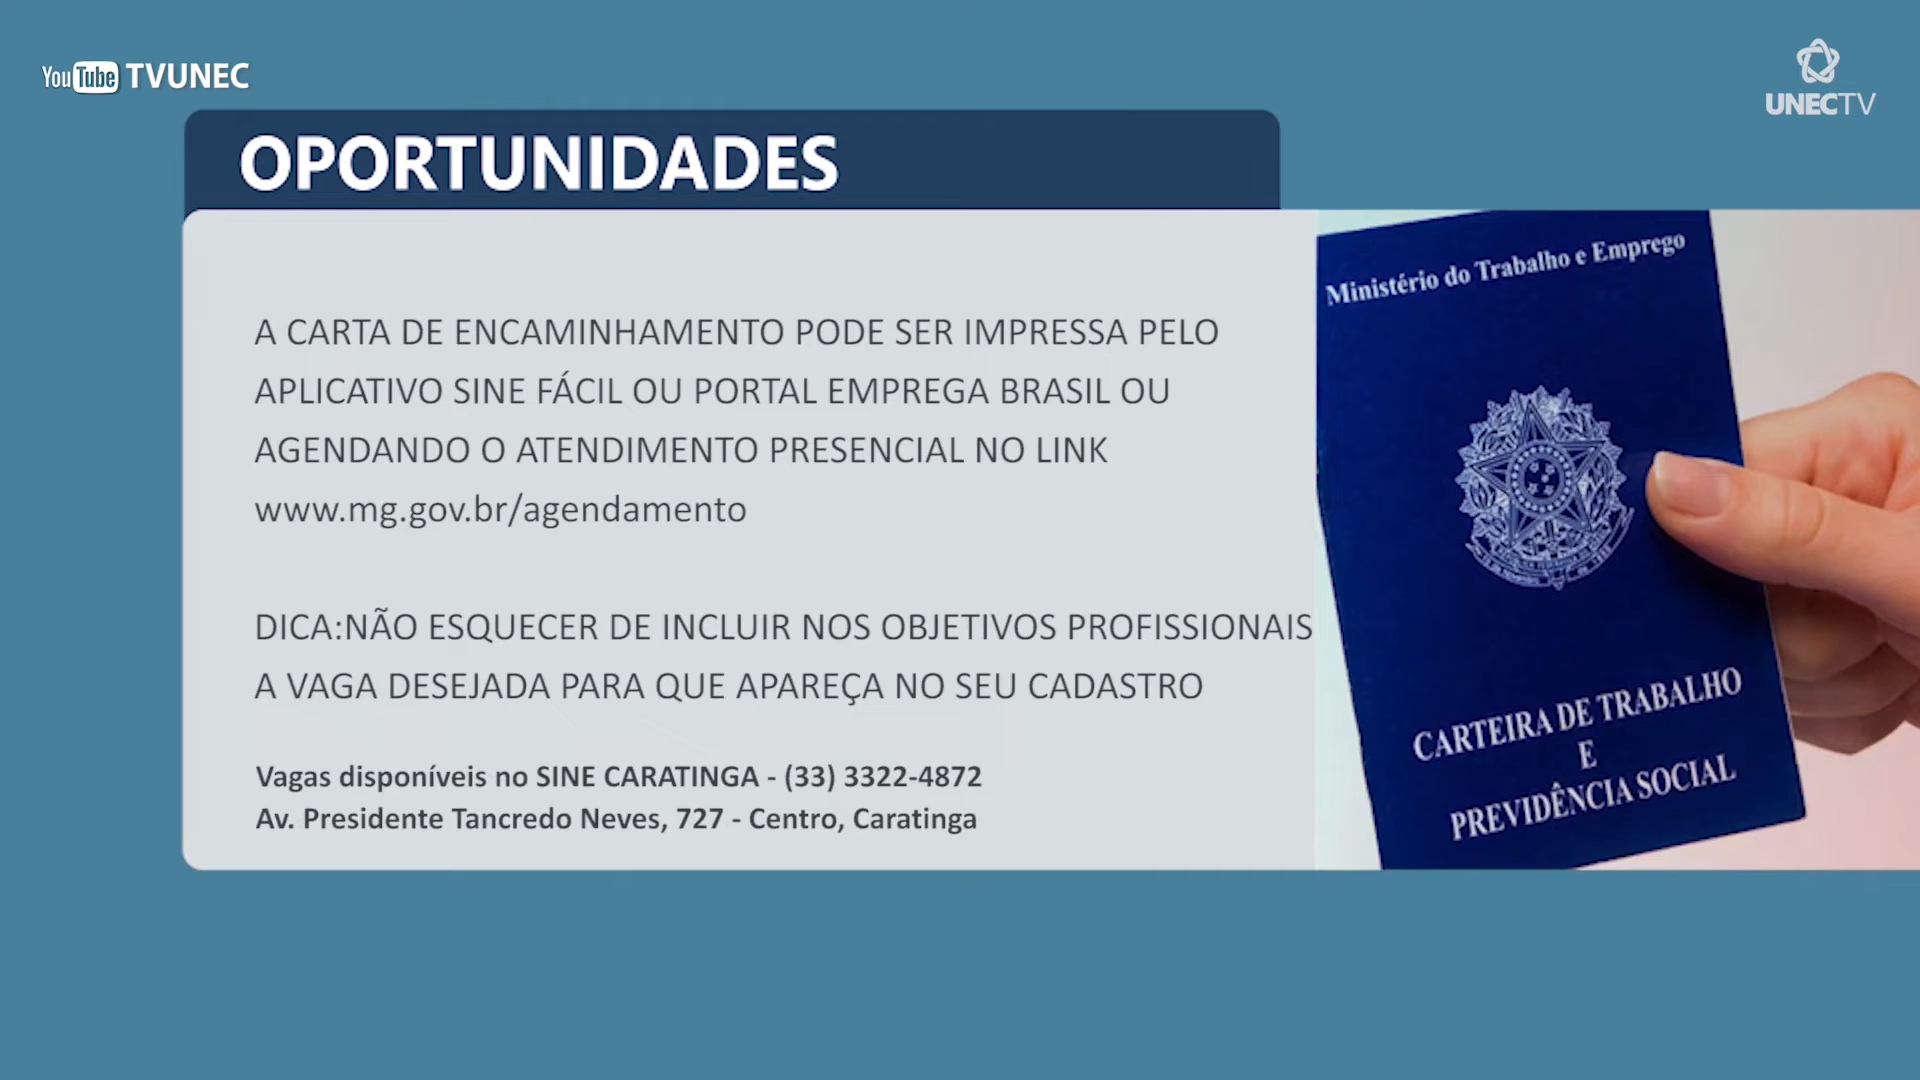 YouTube TVUNEC
UNECTV
OPORTUNIDADES
A CARTA DE ENCAMINHAMENTO PODE SER IMPRESSA PELO
APLICATIVO SINE FÁCIL OU PORTAL EMPREGA BRASIL OU
AGENDANDO O ATENDIMENTO PRESENCIAL NO LINK
www.mg.gov.br/agendamento
DICA:NÃO ESQUECER DE INCLUIR NOS OBJETIVOS PROFISSIONAIS
A VAGA DESEJADA PARA QUE APAREÇA NO SEU CADASTRO
Vagas disponíveis no SINE CARATINGA - (33) 3322-4872
Av. Presidente Tancredo Neves, 727 - Centro, Caratinga
Ministério do Trabalho e Emprego
CARTEIRA DE TRABALHO
E
PREVIDÊNCIA SOCIAL